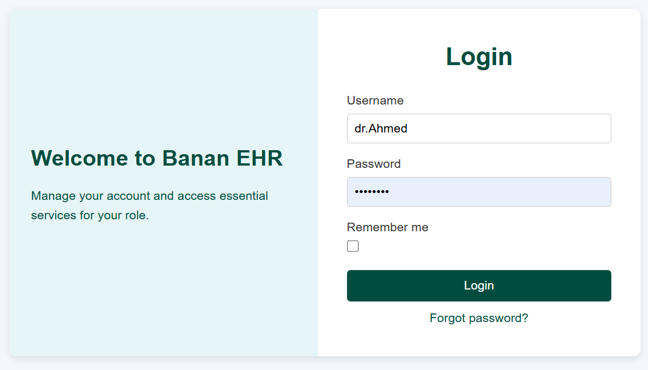 Welcome to Banan EHR
Manage your account and access essential
services for your role.
Login
Username
dr.Ahmed
Password
••••••••
Remember me
Login
Forgot password?